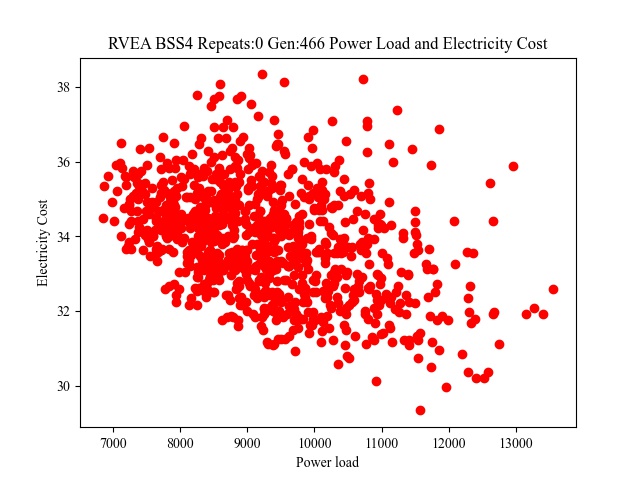 RVEA BSS4 Repeats:0 Gen:466 Power Load and Electricity Cost
38
36
34
32
30
Electricity Cost
7000 8000 9000 10000 11000 12000 13000
Power load